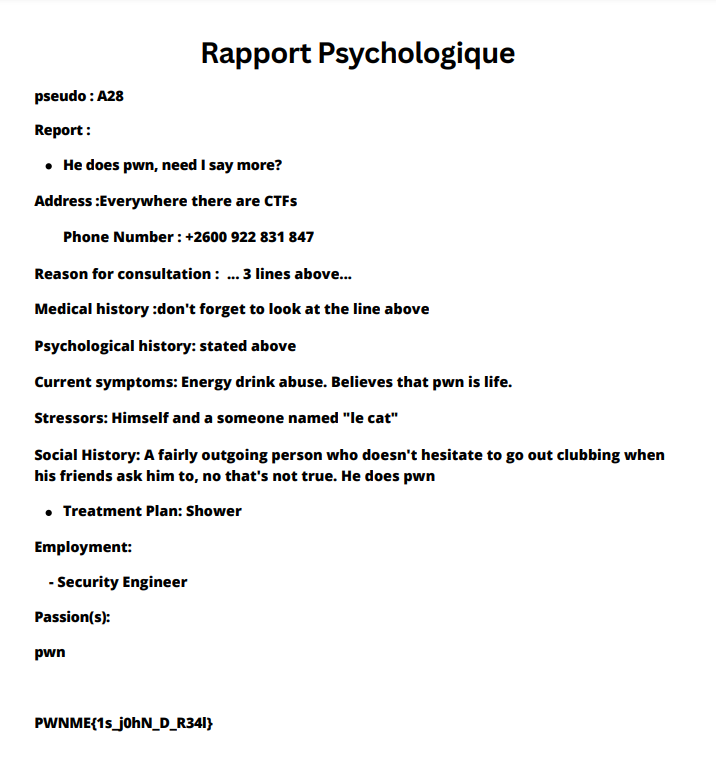 Rapport Psychologique
pseudo : A28
Report :
• He does pwn, need I say more?
Address :Everywhere there are CTFs
Phone Number : +2600 922 831 847
Reason for consultation :  ... 3 lines above...
Medical history :don't forget to look at the line above
Psychological history: stated above
Current symptoms: Energy drink abuse. Believes that pwn is life.
Stressors: Himself and a someone named "le cat"
Social History: A fairly outgoing person who doesn't hesitate to go out clubbing when
his friends ask him to, no that's not true. He does pwn
• Treatment Plan: Shower
Employment:
- Security Engineer
Passion(s):
pwn
PWNME{1s_j0hN_D_R34l}